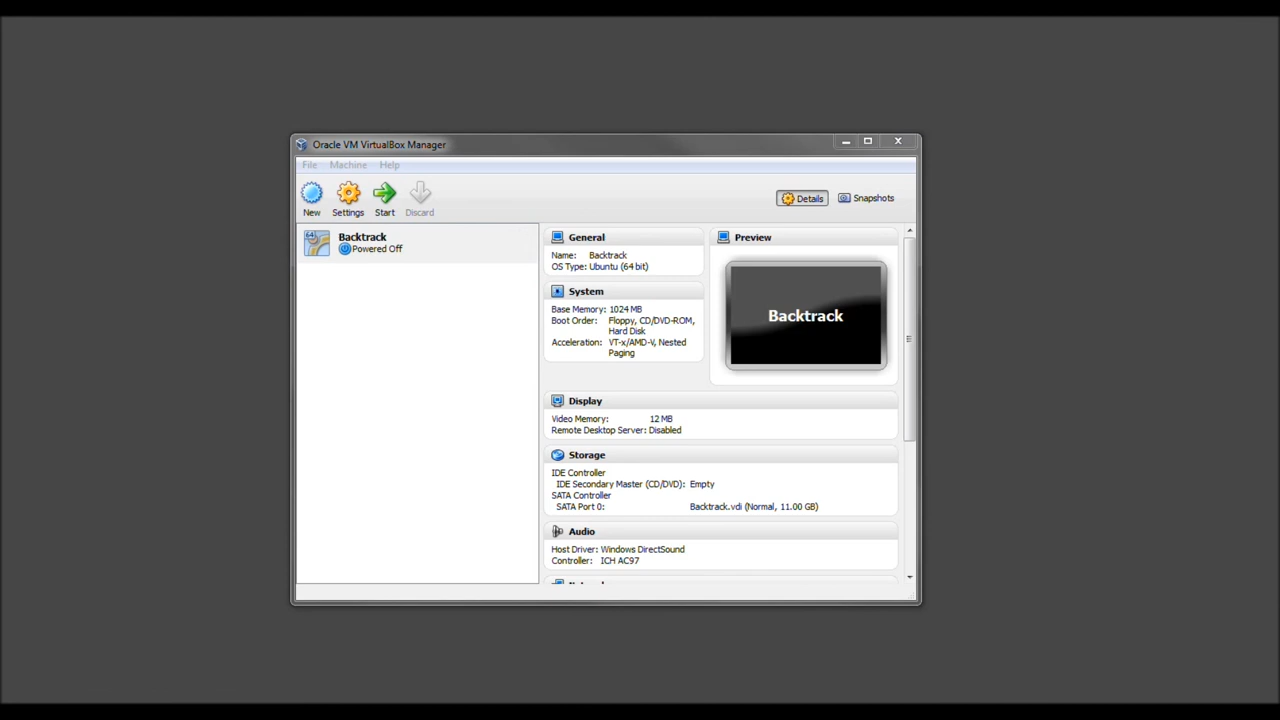 Oracle VM VirtualBox Manager
File Machine Help
New Settings Start Discard
Details Snapshots
64
Backtrack
Powered Off
General
Name: Backtrack
OS Type: Ubuntu (64 bit)
System
Base Memory: 1024 MB
Boot Order: Floppy, CD/DVD-ROM,
Hard Disk
Acceleration: VT-x/AMD-V, Nested
Paging
Preview
Backtrack
Display
Video Memory: 12 MB
Remote Desktop Server: Disabled
Storage
IDE Controller
IDE Secondary Master (CD/DVD): Empty
SATA Controller
SATA Port 0: Backtrack.vdi (Normal, 11.00 GB)
Audio
Host Driver: Windows DirectSound
Controller: ICH AC97